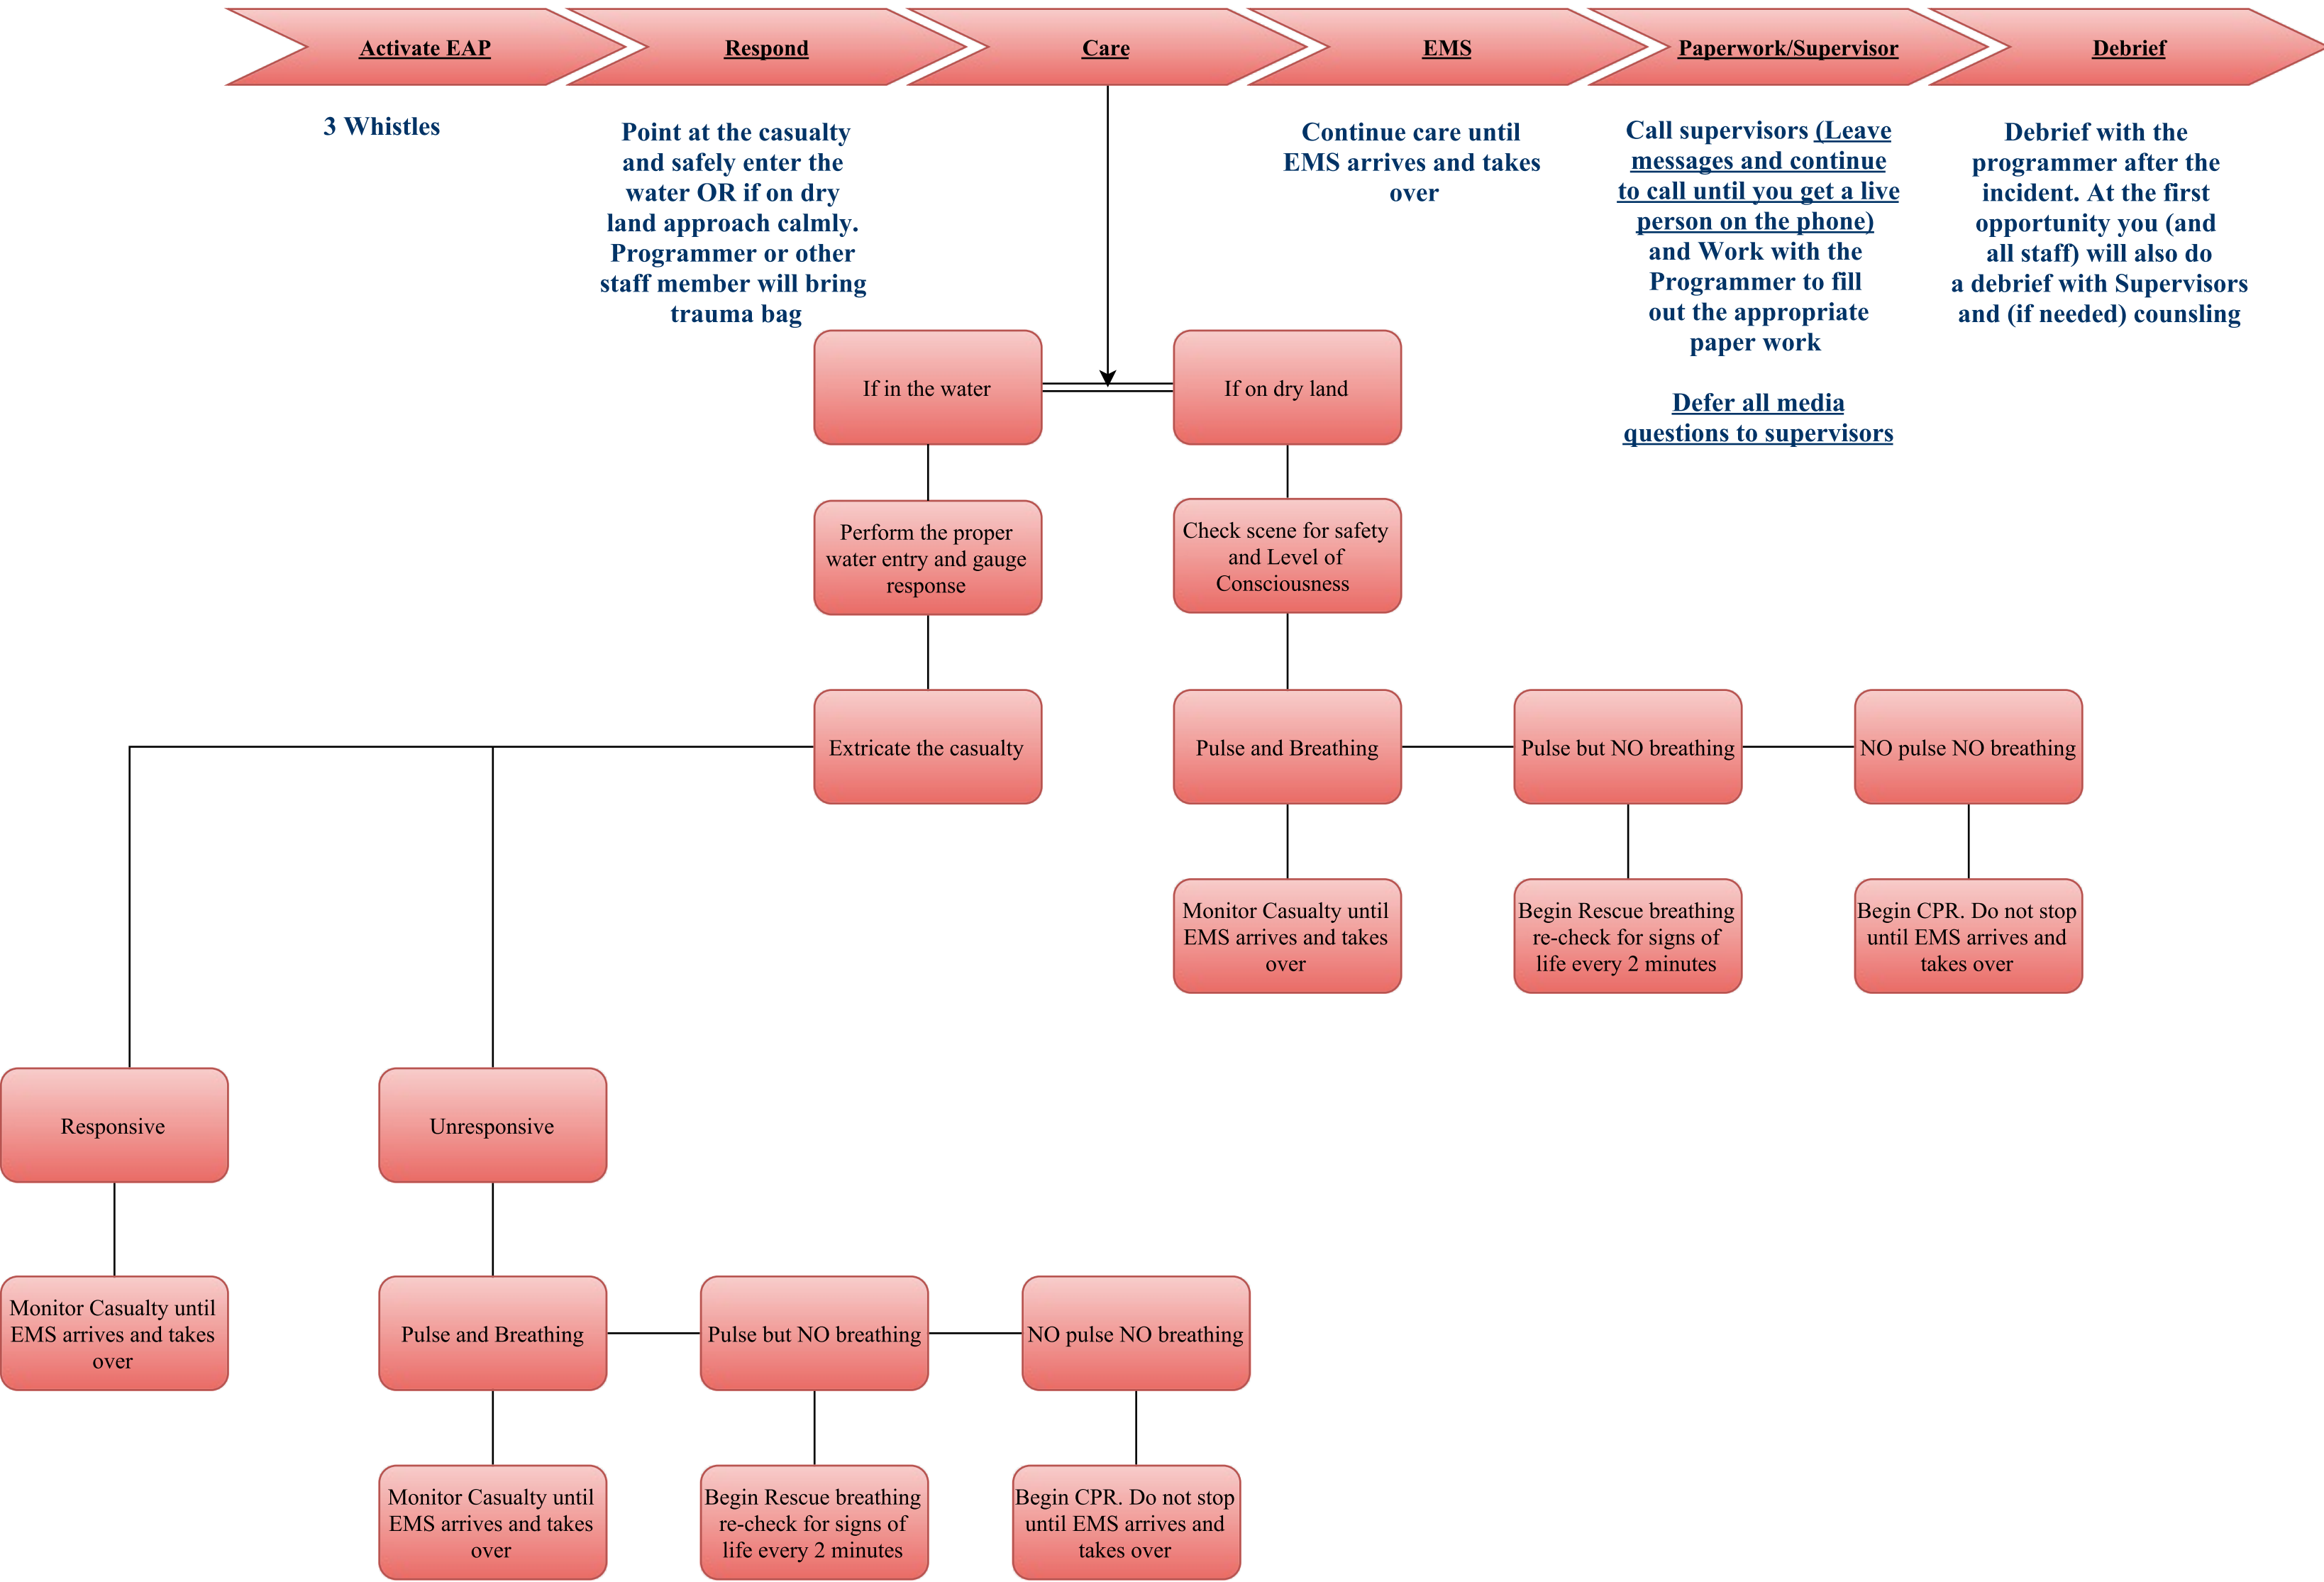 Activate EAP
Respond
Care
EMS
Paperwork/Supervisor
Debrief
3 Whistles
Point at the casualty
and safely enter the
water OR if on dry
land approach calmly.
Programmer or other
staff member will bring
trauma bag
Continue care until
EMS arrives and takes
over
Call supervisors (Leave
messages and continue
to call until you get a live
person on the phone)
and Work with the
Programmer to fill
out the appropriate
paper work
Defer all media
questions to supervisors
Debrief with the
programmer after the
incident. At the first
opportunity you (and
all staff) will also do
a debrief with Supervisors
and (if needed) counsling
If in the water
If on dry land
Perform the proper
water entry and gauge
response
Check scene for safety
and Level of
Consciousness
Extricate the casualty
Pulse and Breathing
Pulse but NO breathing
NO pulse NO breathing
Monitor Casualty until
EMS arrives and takes
over
Begin Rescue breathing
re-check for signs of
life every 2 minutes
Begin CPR. Do not stop
until EMS arrives and
takes over
Responsive
Unresponsive
Monitor Casualty until
EMS arrives and takes
over
Pulse and Breathing
Pulse but NO breathing
NO pulse NO breathing
Monitor Casualty until
EMS arrives and takes
over
Begin Rescue breathing
re-check for signs of
life every 2 minutes
Begin CPR. Do not stop
until EMS arrives and
takes over